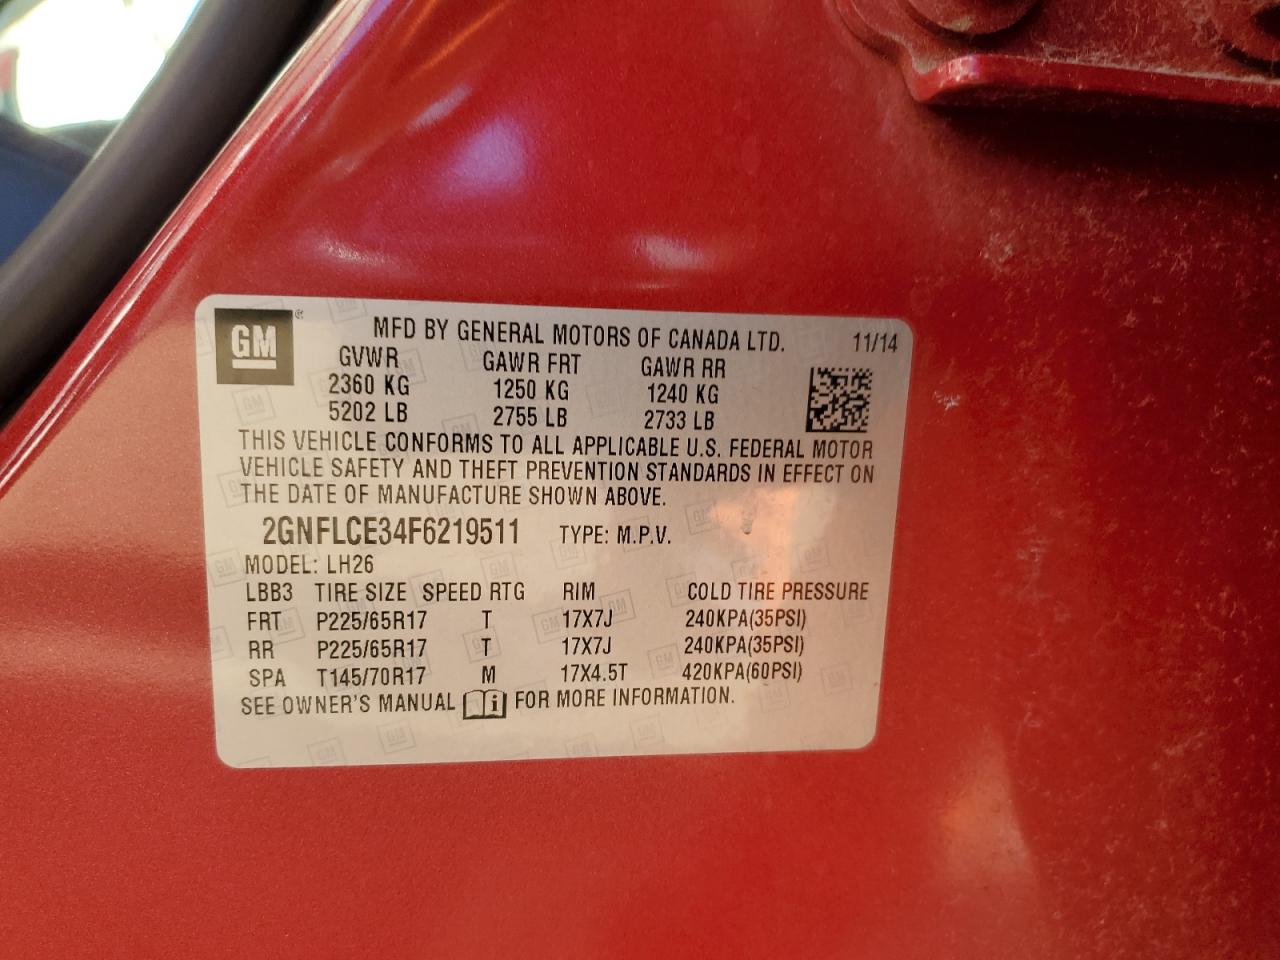 GM ® MFD BY GENERAL MOTORS OF CANADA LTD. 11/14
GVWR GAWR FRT GAWR RR
2360 KG 1250 KG 1240 KG
5202 LB 2755 LB 2733 LB
THIS VEHICLE CONFORMS TO ALL APPLICABLE U.S. FEDERAL MOTOR
VEHICLE SAFETY AND THEFT PREVENTION STANDARDS IN EFFECT ON
THE DATE OF MANUFACTURE SHOWN ABOVE.
2GNFLCE34F6219511 TYPE: M.P.V.
MODEL: LH26
LBB3 TIRE SIZE SPEED RTG RIM COLD TIRE PRESSURE
FRT P225/65R17 T 17X7J 240KPA(35PSI)
RR P225/65R17 T 17X7J 240KPA(35PSI)
SPA T145/70R17 M 17X4.5T 420KPA(60PSI)
SEE OWNER'S MANUAL i FOR MORE INFORMATION.